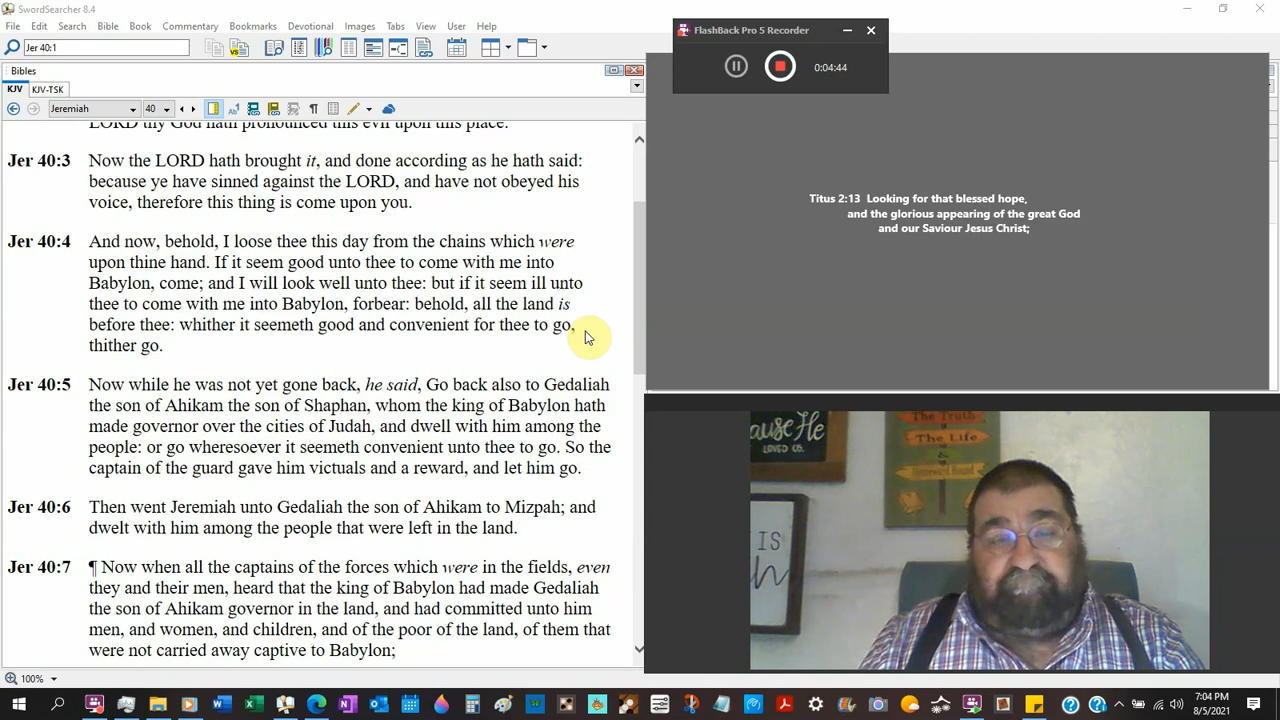 SwordSearcher 8.4
File Edit Search Bible Book Commentary Bookmarks Devotional Images Tabs View User Help
Jer 40:1
Bibles
KJV KJV-TSK
Jeremiah 40
LORD thy God hath pronounced this evil upon this place.
Jer 40:3 Now the LORD hath brought it, and done according as he hath said:
because ye have sinned against the LORD, and have not obeyed his
voice, therefore this thing is come upon you.
Jer 40:4 And now, behold, I loose thee this day from the chains which were
upon thine hand. If it seem good unto thee to come with me into
Babylon, come; and I will look well unto thee: but if it seem ill unto
thee to come with me into Babylon, forbear: behold, all the land is
before thee: whither it seemeth good and convenient for thee to go,
thither go.
Jer 40:5 Now while he was not yet gone back, he said, Go back also to Gedaliah
the son of Ahikam the son of Shaphan, whom the king of Babylon hath
made governor over the cities of Judah, and dwell with him among the
people: or go wheresoever it seemeth convenient unto thee to go. So the
captain of the guard gave him victuals and a reward, and let him go.
Jer 40:6 Then went Jeremiah unto Gedaliah the son of Ahikam to Mizpah; and
dwelt with him among the people that were left in the land.
Jer 40:7 ¶ Now when all the captains of the forces which were in the fields, even
they and their men, heard that the king of Babylon had made Gedaliah
the son of Ahikam governor in the land, and had committed unto him
men, and women, and children, and of the poor of the land, of them that
were not carried away captive to Babylon;
100%
FlashBack Pro 5 Recorder
0:04:44
Titus 2:13 Looking for that blessed hope,
and the glorious appearing of the great God
and our Saviour Jesus Christ;
ause He
LOVED US.
The Truth
The Life
&
IS
7:04 PM
8/5/2021